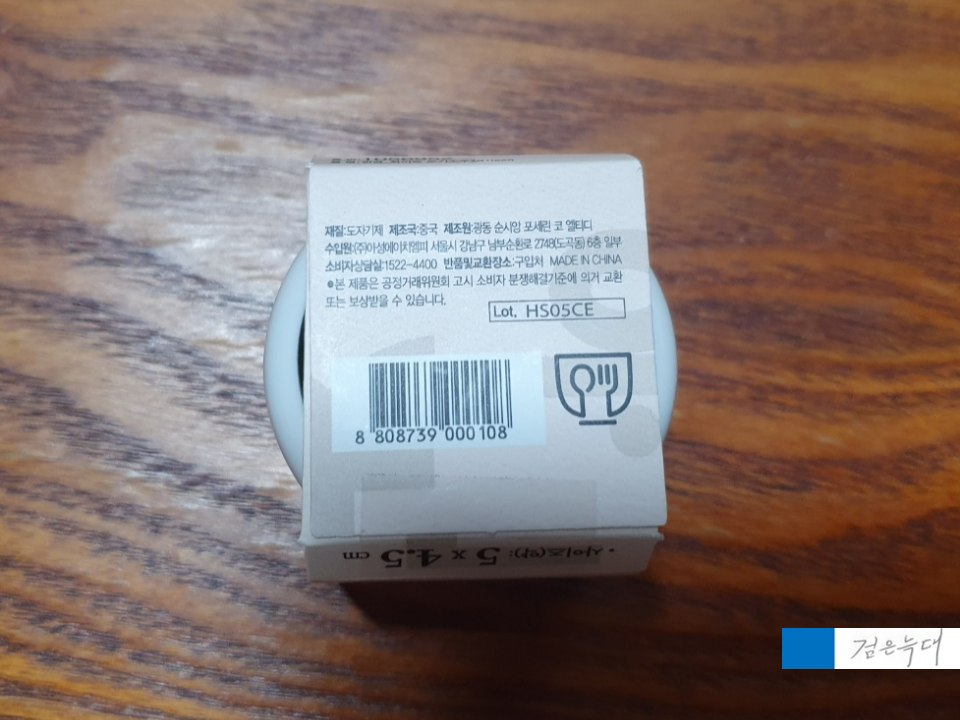 재질:도자기제 제조국:중국 제조원:광동 순시앙 포세린 코 엘티디
수입원:(주)아성에이치엠피 서울시 강남구 남부순환로 2748(도곡동) 6층 일부
소비자상담실:1522-4400 반품및교환장소:구입처 MADE IN CHINA
●본 제품은 공정거래위원회 고시 소비자 분쟁해결기준에 의거 교환
또는 보상받을 수 있습니다.
Lot. HS05CE
8 808739 000108
• 사이즈(약): 5 x 4.5 cm
검은늑대